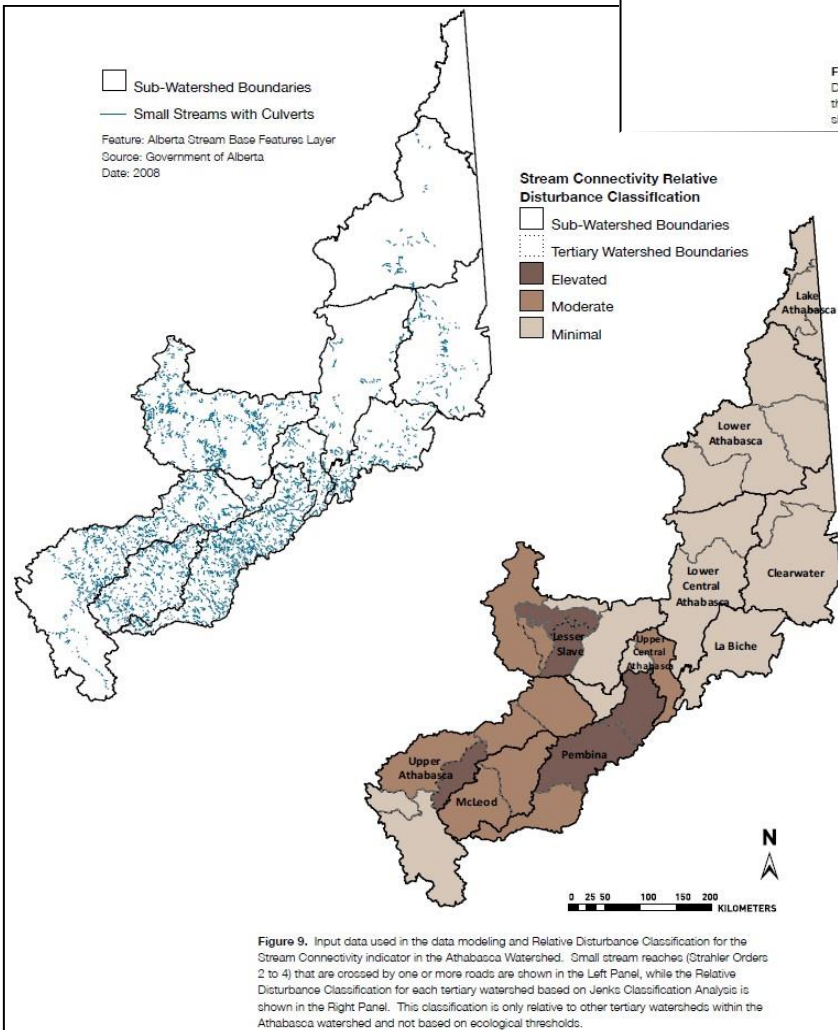 Sub-Watershed Boundaries
Small Streams with Culverts
Feature: Alberta Stream Base Features Layer
Source: Government of Alberta
Date: 2008
Stream Connectivity Relative
Disturbance Classification
Sub-Watershed Boundaries
Tertiary Watershed Boundaries
Elevated
Moderate
Minimal
Lake
Athabasca
Lower
Athabasca
Lower
Central
Athabasca
Clearwater
La Biche
Lesser
Slave
Upper
Central
Athabasca
Pembina
Upper
Athabasca
McLeod
N
0 25 50 100 150 200
KILOMETERS
Figure 9. Input data used in the data modeling and Relative Disturbance Classification for the
Stream Connectivity indicator in the Athabasca Watershed. Small stream reaches (Strahler Orders
2 to 4) that are crossed by one or more roads are shown in the Left Panel, while the Relative
Disturbance Classification for each tertiary watershed based on Jenks Classification Analysis is
shown in the Right Panel. This classification is only relative to other tertiary watersheds within the
Athabasca watershed and not based on ecological thresholds.